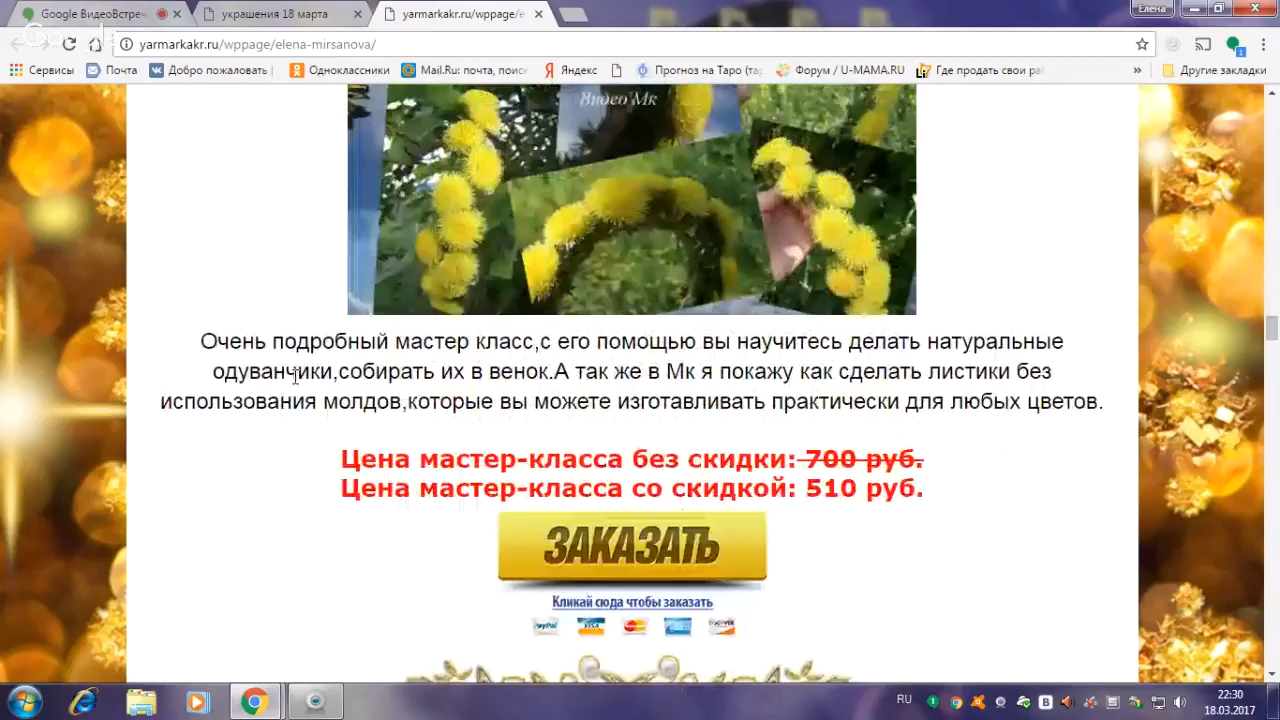 Google ВидеоВстреч
украшения 18 марта
yarmarkakr.ru/wppage/e
Елена
yarmarkakr.ru/wppage/elena-mirsanova/
Сервисы
Почта
Добро пожаловать
Одноклассники
Mail.Ru: почта, поис
Яндекс
Прогноз на Таро (та
Форум / U-MAMA.RU
Где продать свои ра
»
Другие закладки
Видео Мк
Очень подробный мастер класс,с его помощью вы научитесь делать натуральные
одуванчики,собирать их в венок.А так же в Мк я покажу как сделать листики без
использования молдов,которые вы можете изготавливать практически для любых цветов.
Цена мастер-класса без скидки: 700 руб.
Цена мастер-класса со скидкой: 510 руб.
ЗАКАЗАТЬ
Кликай сюда чтобы заказать
PayPal VISA MasterCard DISCOVER
RU
22:30
18.03.2017